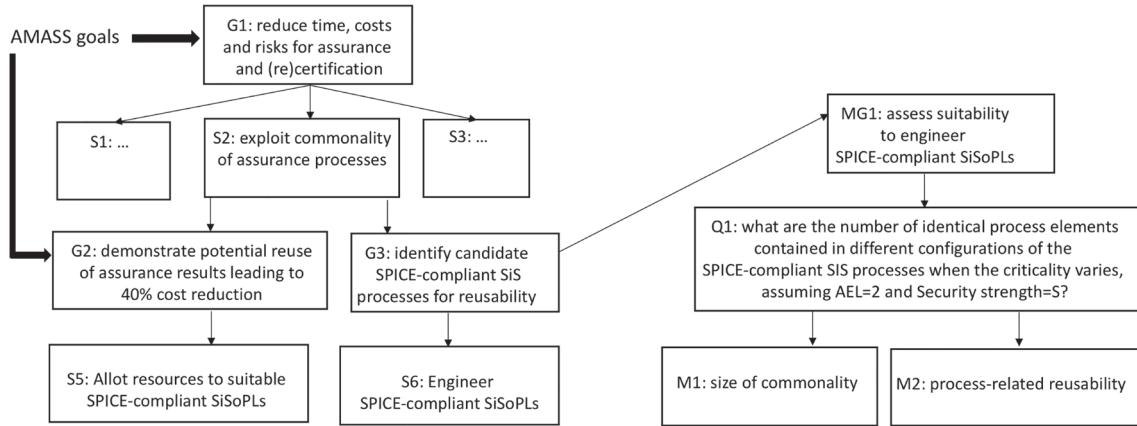 AMASS goals
G1: reduce time, costs
and risks for assurance
and (re)certification
S1: ...
S2: exploit commonality
of assurance processes
S3: ...
G2: demonstrate potential reuse
of assurance results leading to
40% cost reduction
G3: identify candidate
SPICE-compliant SiS
processes for reusability
S5: Allot resources to suitable
SPICE-compliant SiSoPLs
S6: Engineer
SPICE-compliant SiSoPLs
MG1: assess suitability
to engineer
SPICE-compliant SiSoPLs
Q1: what are the number of identical process elements
contained in different configurations of the
SPICE-compliant SIS processes when the criticality varies,
assuming AEL=2 and Security strength=S?
M1: size of commonality
M2: process-related reusability